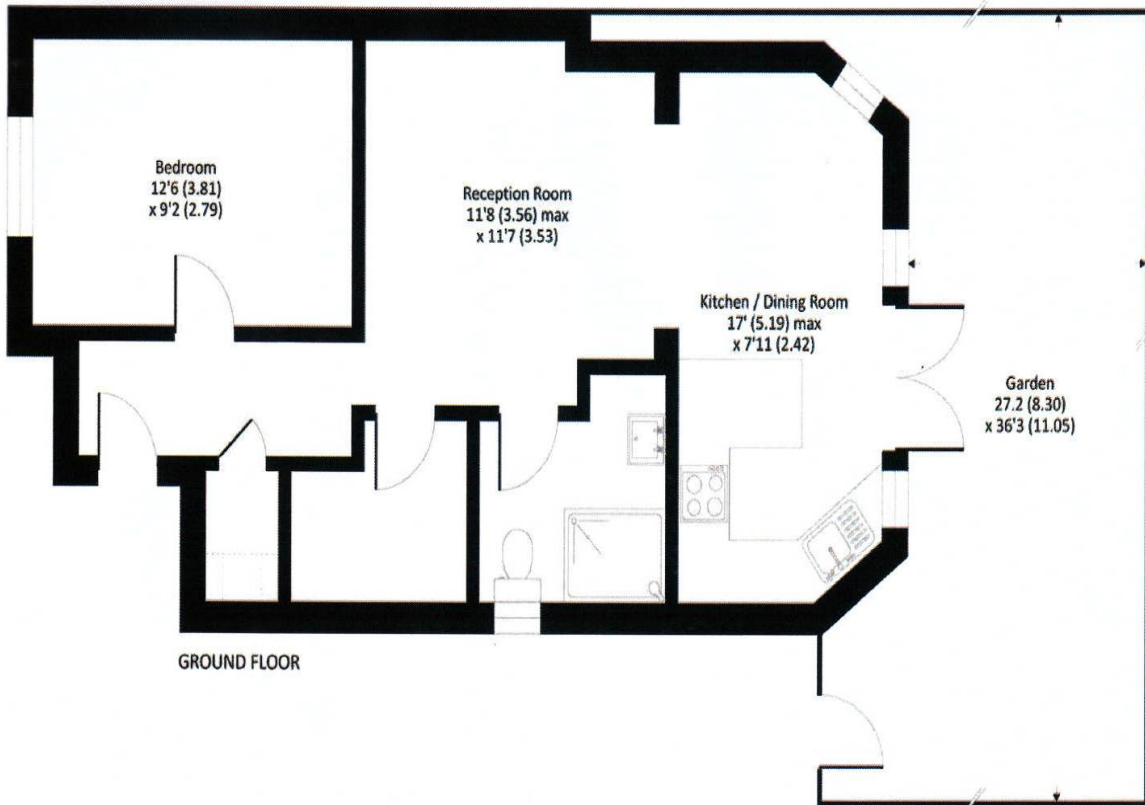 Bedroom
12'6 (3.81)
x 9'2 (2.79)
Reception Room
11'8 (3.56) max
x 11'7 (3.53)
Kitchen / Dining Room
17' (5.19) max
x 7'11 (2.42)
Garden
27.2 (8.30)
x 36'3 (11.05)
GROUND FLOOR